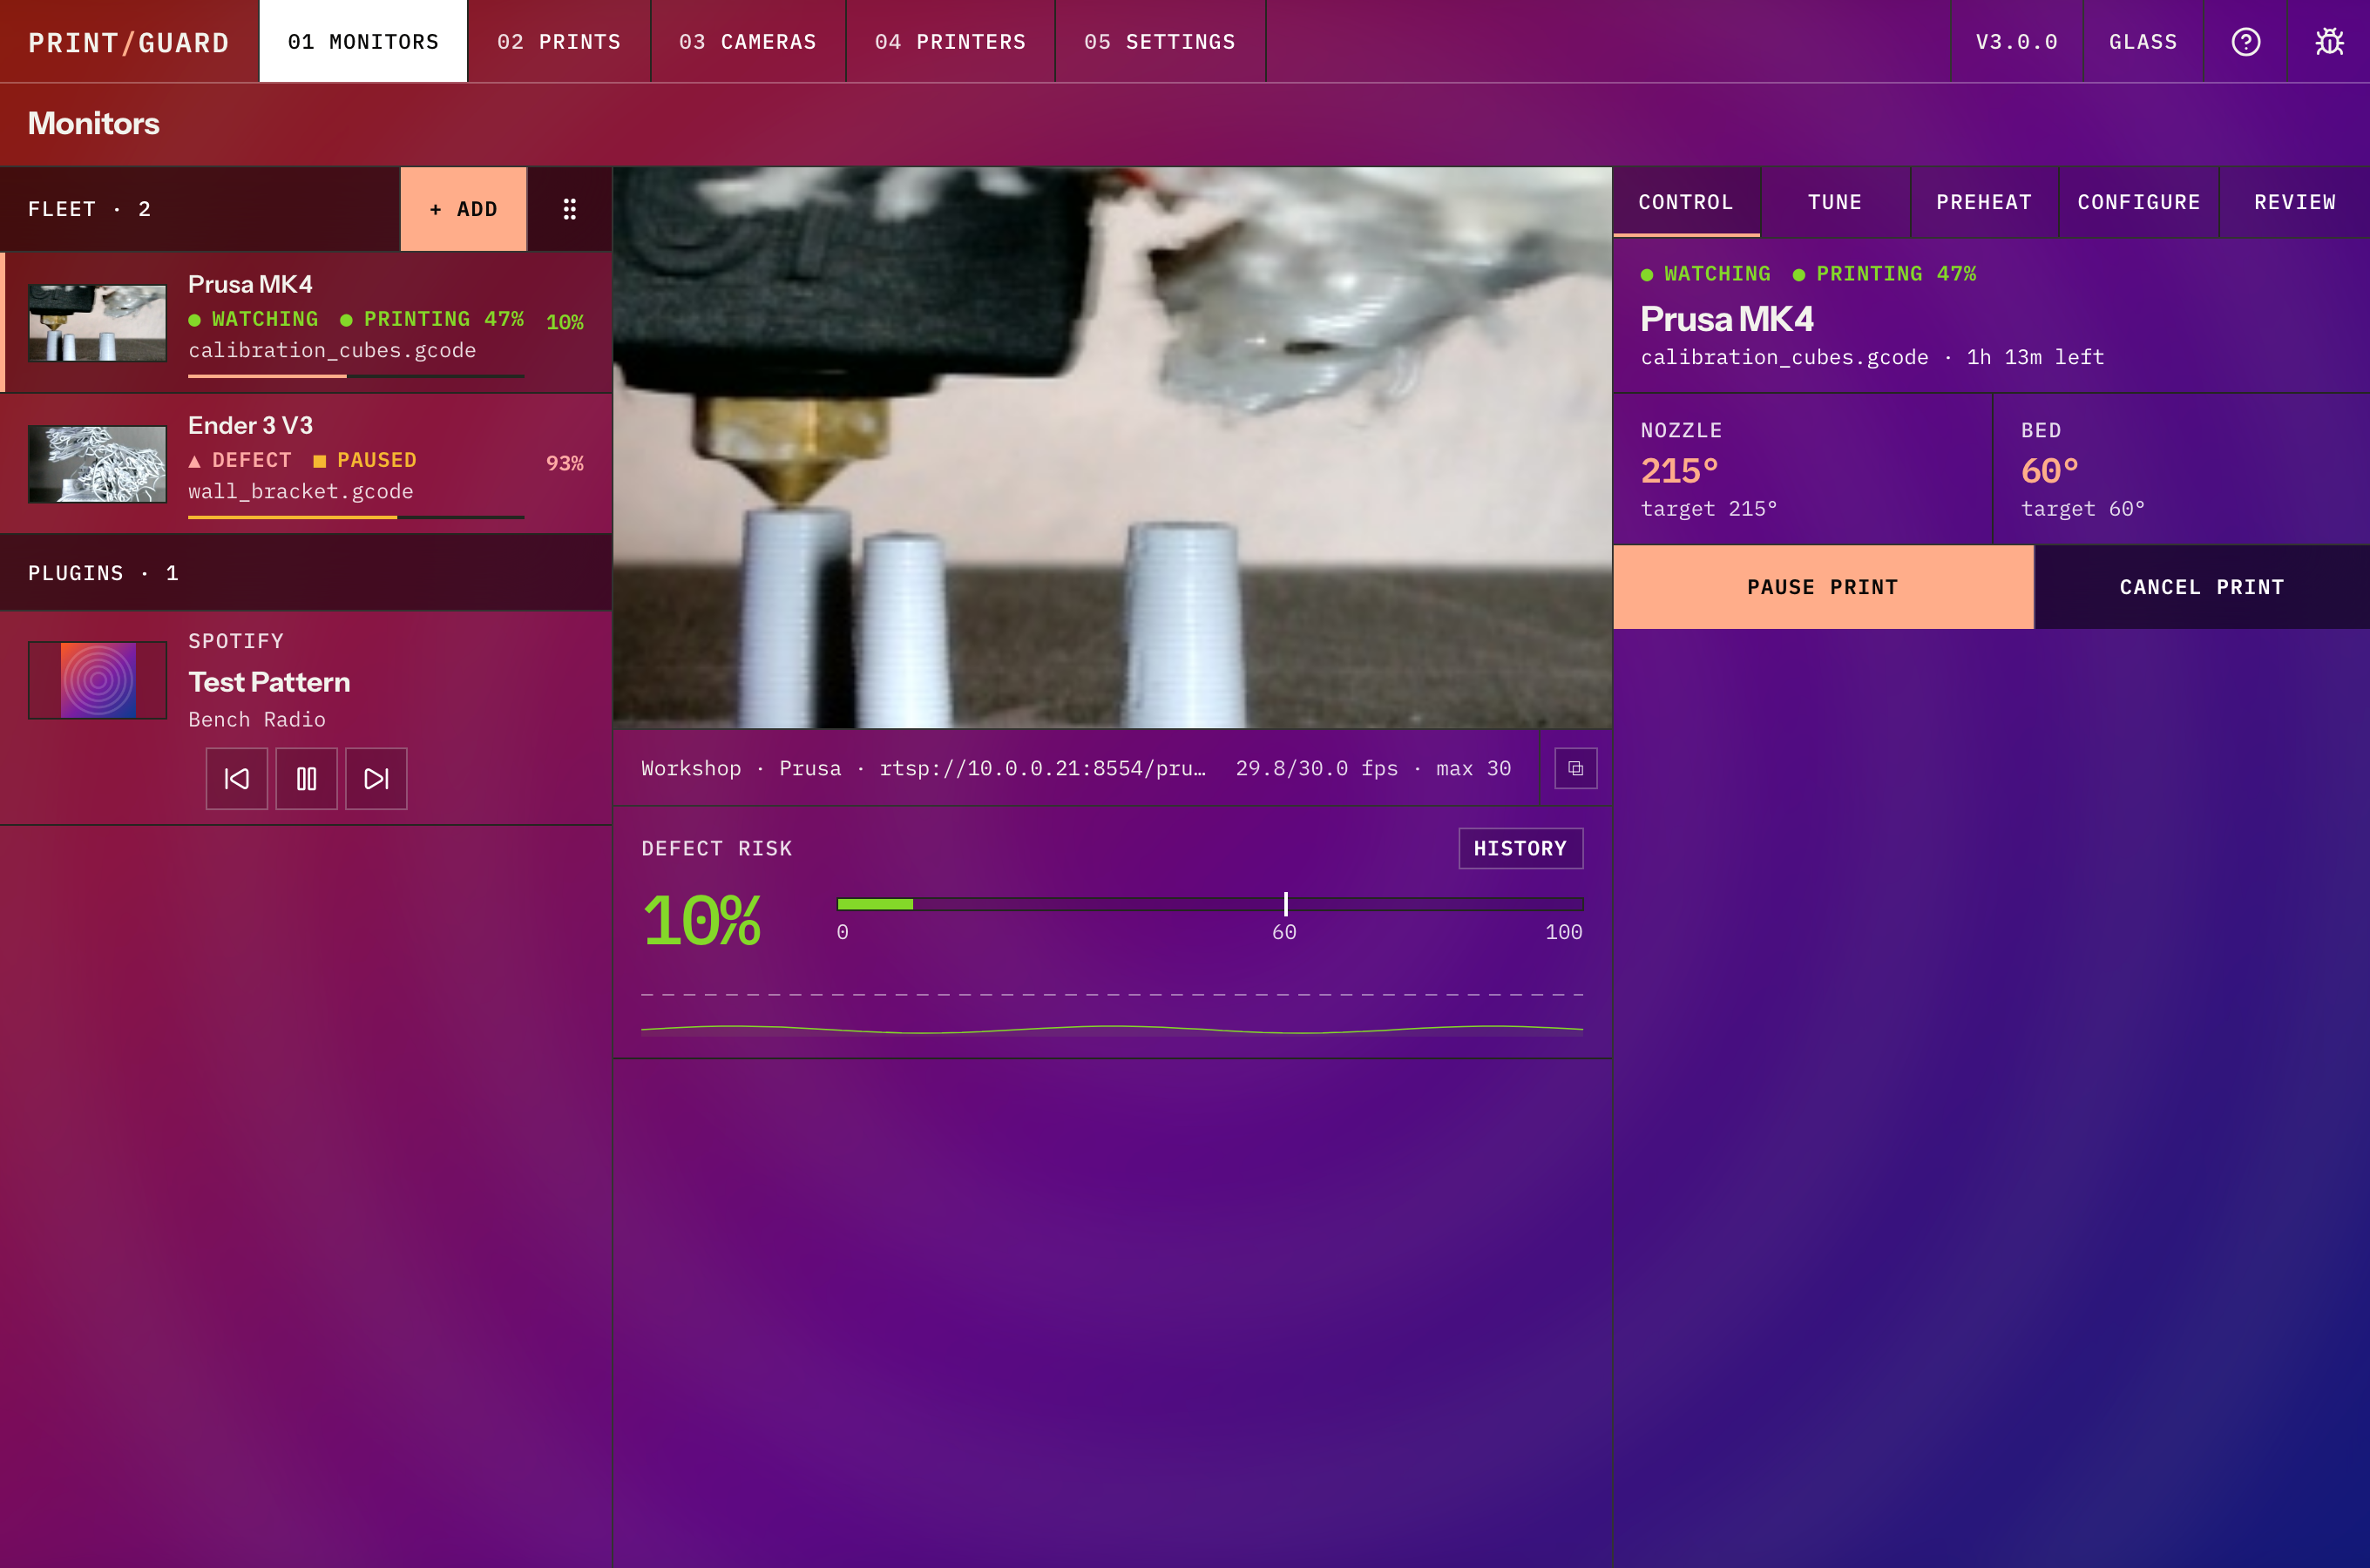 PRINT/GUARD
01 MONITORS
02 PRINTS
03 CAMERAS
04 PRINTERS
05 SETTINGS
V3.0.0
GLASS
Monitors
FLEET · 2
+ ADD
Prusa MK4
● WATCHING ● PRINTING 47%
10%
calibration_cubes.gcode
Ender 3 V3
▲ DEFECT ■ PAUSED
93%
wall_bracket.gcode
PLUGINS · 1
SPOTIFY
Test Pattern
Bench Radio
Workshop · Prusa · rtsp://10.0.0.21:8554/pru…
29.8/30.0 fps · max 30
DEFECT RISK
HISTORY
10%
0
60
100
CONTROL
TUNE
PREHEAT
CONFIGURE
REVIEW
● WATCHING ● PRINTING 47%
Prusa MK4
calibration_cubes.gcode · 1h 13m left
NOZZLE
215°
target 215°
BED
60°
target 60°
PAUSE PRINT
CANCEL PRINT